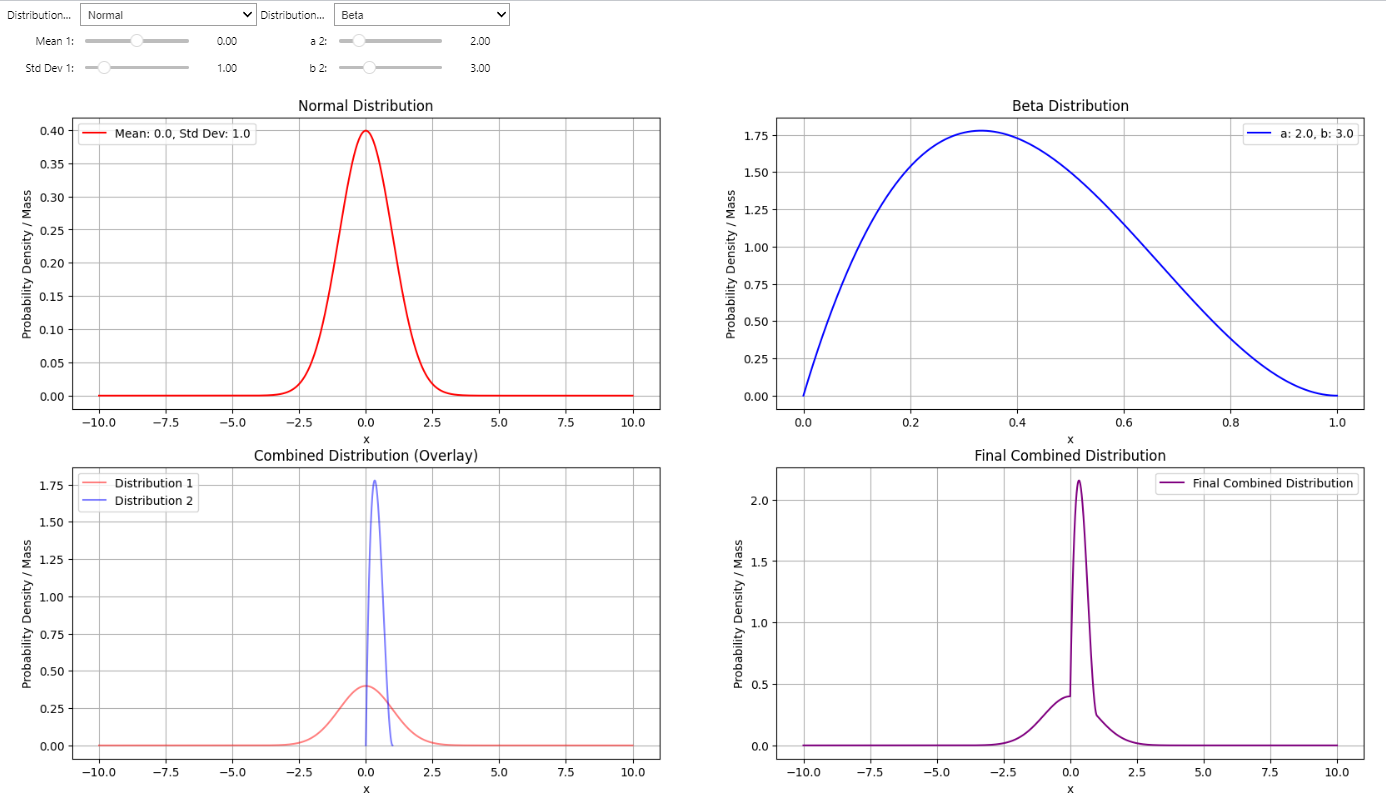 Distribution... Normal Distribution... Beta
Mean 1: 0.00 a 2: 2.00
Std Dev 1: 1.00 b 2: 3.00
Normal Distribution
Mean: 0.0, Std Dev: 1.0
Probability Density / Mass
0.40
0.35
0.30
0.25
0.20
0.15
0.10
0.05
0.00
−10.0 −7.5 −5.0 −2.5 0.0 2.5 5.0 7.5 10.0
x
Beta Distribution
a: 2.0, b: 3.0
Probability Density / Mass
1.75
1.50
1.25
1.00
0.75
0.50
0.25
0.00
0.0 0.2 0.4 0.6 0.8 1.0
x
Combined Distribution (Overlay)
Distribution 1
Distribution 2
Probability Density / Mass
1.75
1.50
1.25
1.00
0.75
0.50
0.25
0.00
−10.0 −7.5 −5.0 −2.5 0.0 2.5 5.0 7.5 10.0
x
Final Combined Distribution
Final Combined Distribution
Probability Density / Mass
2.0
1.5
1.0
0.5
0.0
−10.0 −7.5 −5.0 −2.5 0.0 2.5 5.0 7.5 10.0
x